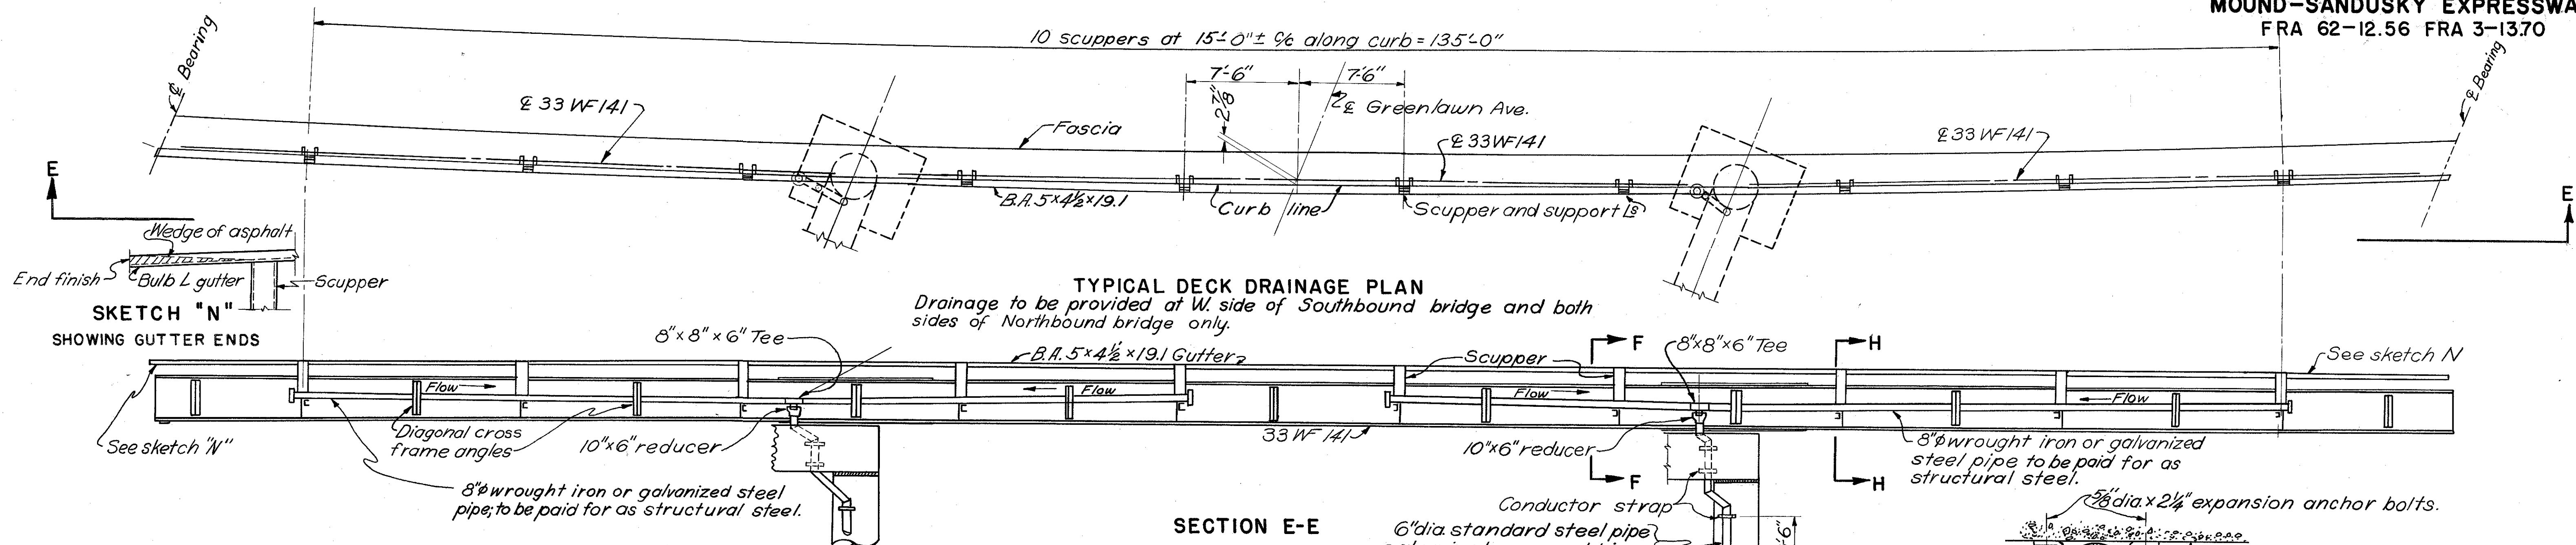 MOUND-SANDUSKY EXPRESSWA
FRA 62-12.56 FRA 3-13.70
10 scuppers at 15'-0"± c/c along curb = 135'-0"
℄ Bearing
℄ 33 WF 141
7'-6"
7'-6"
2 7/8"
℄ Greenlawn Ave.
Fascia
℄ 33 WF 141
℄ 33 WF 141
℄ Bearing
E
E
B.A. 5×4½×19.1
Curb line
Scupper and support Ls
Wedge of asphalt
End finish
Bulb L gutter
Scupper
SKETCH "N"
SHOWING GUTTER ENDS
TYPICAL DECK DRAINAGE PLAN
Drainage to be provided at W. side of Southbound bridge and both
sides of Northbound bridge only.
8"x8"x6" Tee
B.A. 5×4½×19.1 Gutter
Scupper
F
8"x8"x6" Tee
H
See sketch N
Flow
Flow
Flow
Flow
See sketch "N"
Diagonal cross
frame angles
10"x6" reducer
33 WF 141
10"x6" reducer
8"ϕ wrought iron or galvanized
steel pipe to be paid for as
structural steel.
F
H
8"ϕ wrought iron or galvanized steel
pipe; to be paid for as structural steel.
Conductor strap
5/8" dia. x 2¼" expansion anchor bolts.
SECTION E-E
6" dia. standard steel pipe
'-6"